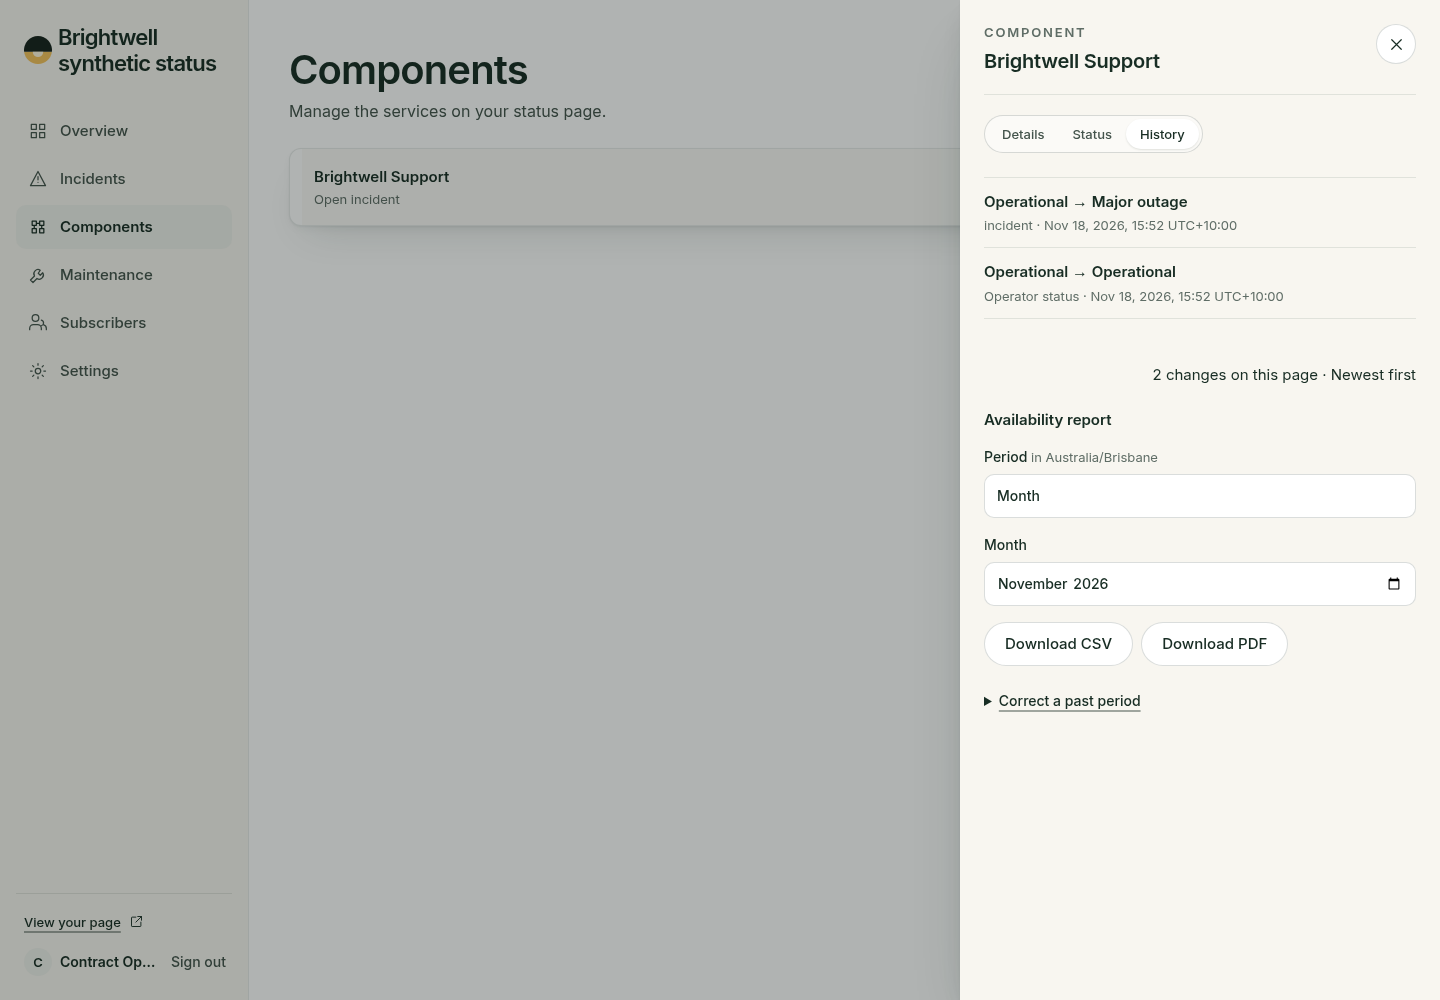 Brightwell
synthetic status
Overview
Incidents
Components
Maintenance
Subscribers
Settings
View your page
C Contract Op... Sign out
Components
Manage the services on your status page.
Brightwell Support
Open incident
COMPONENT
Brightwell Support
Details Status History
Operational → Major outage
incident · Nov 18, 2026, 15:52 UTC+10:00
Operational → Operational
Operator status · Nov 18, 2026, 15:52 UTC+10:00
2 changes on this page · Newest first
Availability report
Period in Australia/Brisbane
Month
Month
November 2026
Download CSV Download PDF
Correct a past period